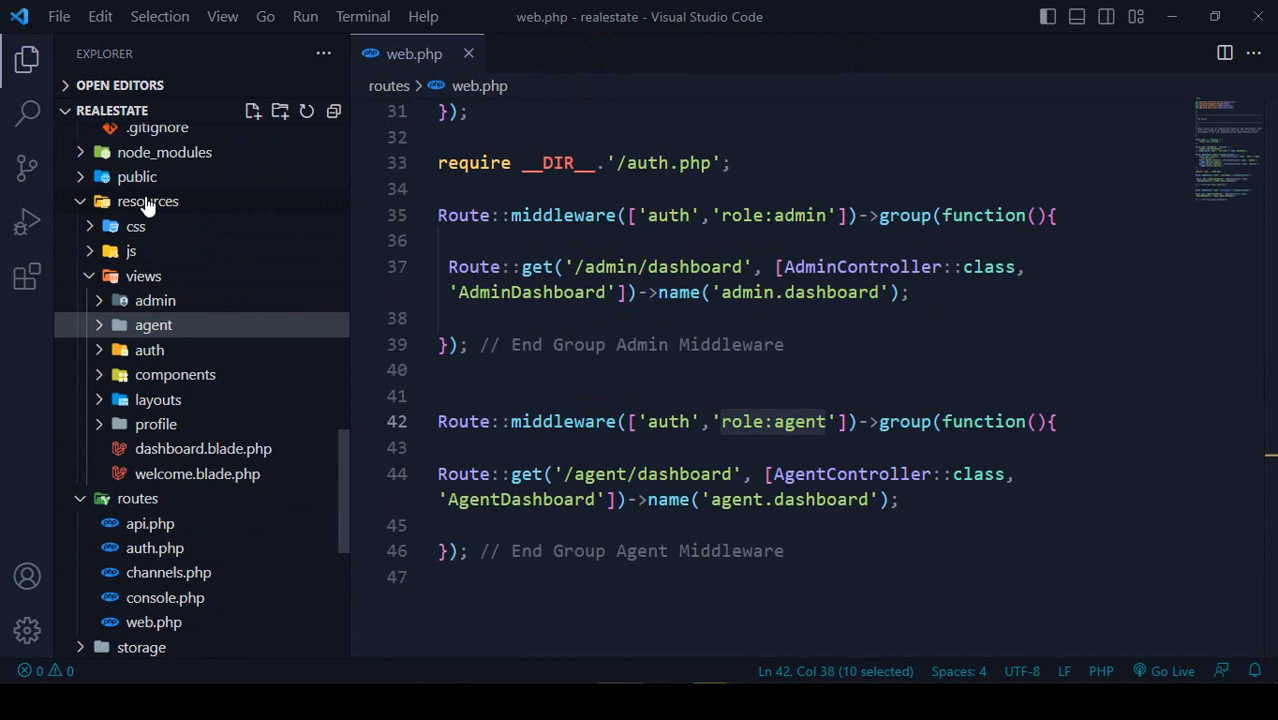 File Edit Selection View Go Run Terminal Help web.php - realestate - Visual Studio Code
EXPLORER
OPEN EDITORS
REALESTATE
.gitignore
node_modules
public
resources
css
js
views
admin
agent
auth
components
layouts
profile
dashboard.blade.php
welcome.blade.php
routes
api.php
auth.php
channels.php
console.php
web.php
storage
web.php
routes > web.php
31 });
32
33 require __DIR__.'/auth.php';
34
35 Route::middleware(['auth','role:admin'])->group(function(){
36
37 Route::get('/admin/dashboard', [AdminController::class,
'AdminDashboard'])->name('admin.dashboard');
38
39 }); // End Group Admin Middleware
40
41
42 Route::middleware(['auth','role:agent'])->group(function(){
43
44 Route::get('/agent/dashboard', [AgentController::class,
'AgentDashboard'])->name('agent.dashboard');
45
46 }); // End Group Agent Middleware
47
0 0 Ln 42, Col 38 (10 selected) Spaces: 4 UTF-8 LF PHP Go Live